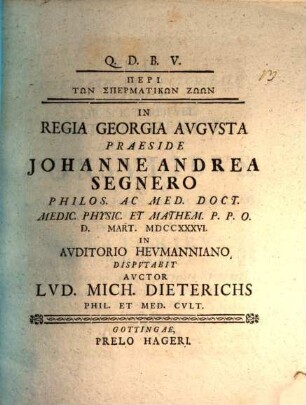 Q. D. B. V.
ΠΕΡΙ
ΤΩΝ ΣΠΕΡΜΑΤΙΚΩΝ ΖΩΩΝ
IN
REGIA GEORGIA AVGVSTA
PRAESIDE
JOHANNE ANDREA
SEGNERO
PHILOS. AC MED. DOCT.
MEDIC. PHYSIC. ET MATHEM. P. P. O.
D. MART. MDCCXXXVI.
IN
AVDITORIO HEVMANNIANO
DISPVTABIT
AVCTOR
LVD. MICH. DIETERICHS
PHIL. ET MED. CVLT.
GOTTINGAE,
PRELO HAGERI.